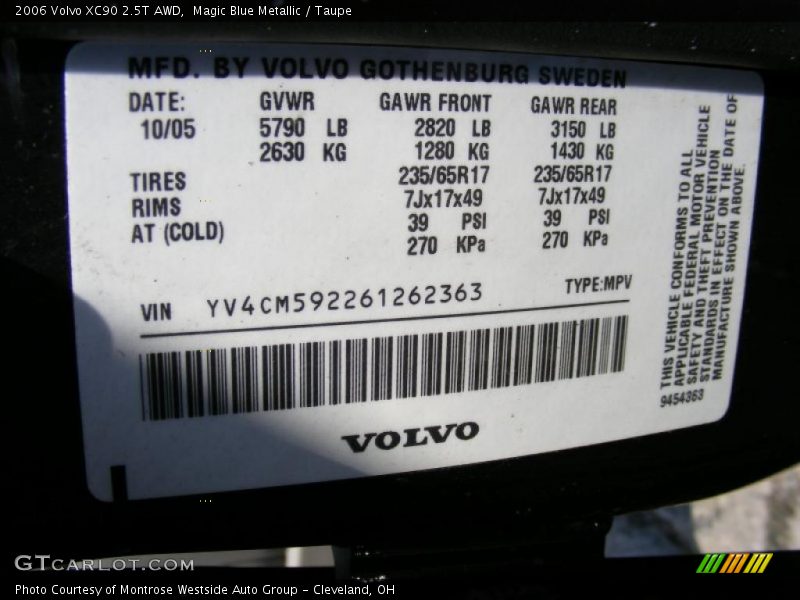 2006 Volvo XC90 2.5T AWD,  Magic Blue Metallic / Taupe
MFD. BY VOLVO GOTHENBURG SWEDEN
DATE: GVWR GAWR FRONT GAWR REAR
10/05 5790 LB 2820 LB 3150 LB
2630 KG 1280 KG 1430 KG
TIRES 235/65R17 235/65R17
RIMS 7Jx17x49 7Jx17x49
AT (COLD) 39 PSI 39 PSI
270 KPa 270 KPa
VIN YV4CM592261262363 TYPE:MPV
VOLVO
THIS VEHICLE CONFORMS TO ALL
APPLICABLE FEDERAL MOTOR VEHICLE
SAFETY AND THEFT PREVENTION
STANDARDS IN EFFECT ON THE DATE OF
MANUFACTURE SHOWN ABOVE.
9454363
GTcarlot.com
Photo Courtesy of Montrose Westside Auto Group - Cleveland, OH